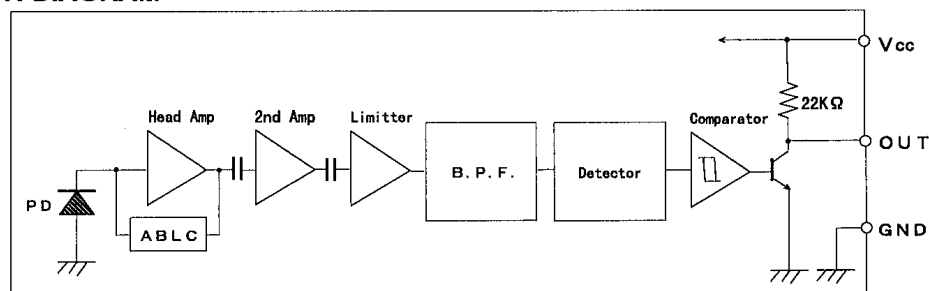 Vcc
22KΩ
Head Amp
2nd Amp
Limitter
Comparator
OUT
B.P.F.
Detector
PD
ABLC
GND